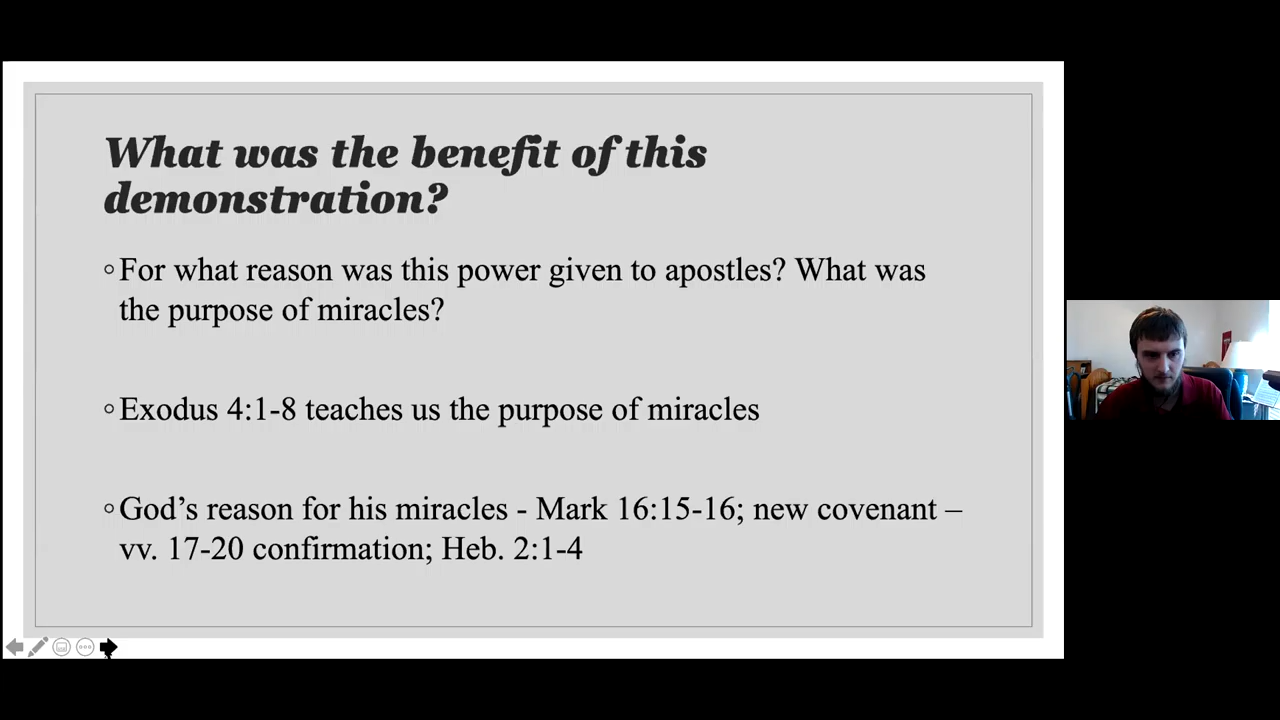 What was the benefit of this
demonstration?
◦For what reason was this power given to apostles? What was
the purpose of miracles?
◦Exodus 4:1-8 teaches us the purpose of miracles
◦God’s reason for his miracles - Mark 16:15-16; new covenant –
vv. 17-20 confirmation; Heb. 2:1-4